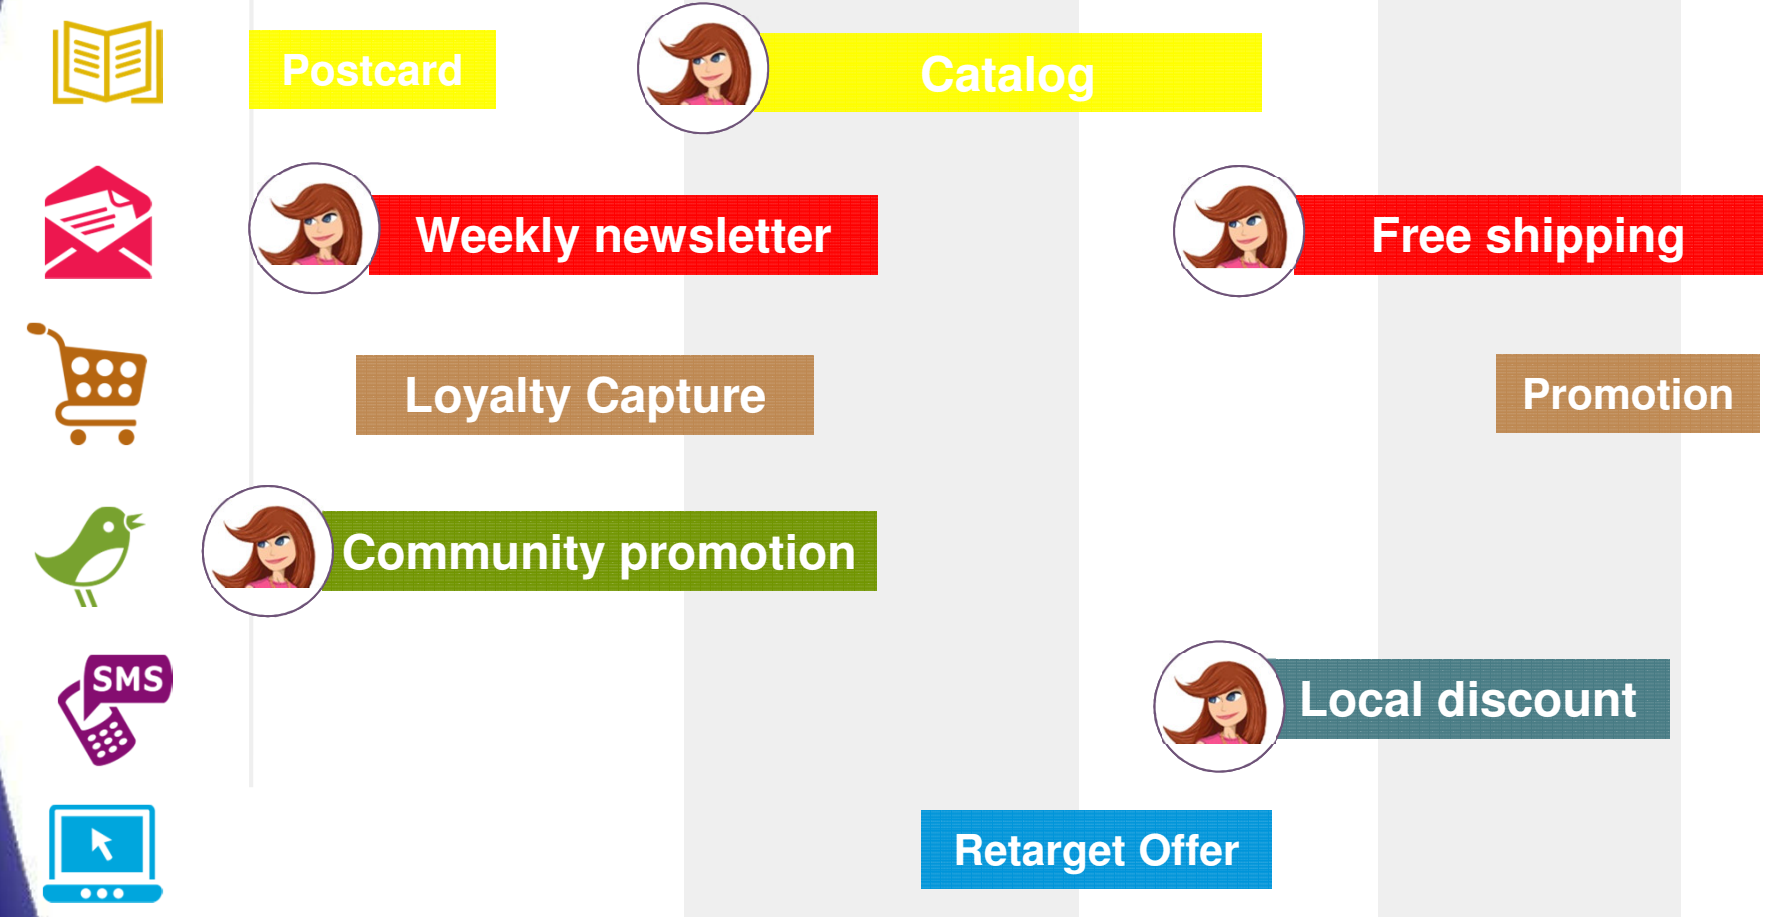 Postcard
Catalog
Weekly newsletter
Free shipping
Loyalty Capture
Promotion
Community promotion
SMS
Local discount
Retarget Offer